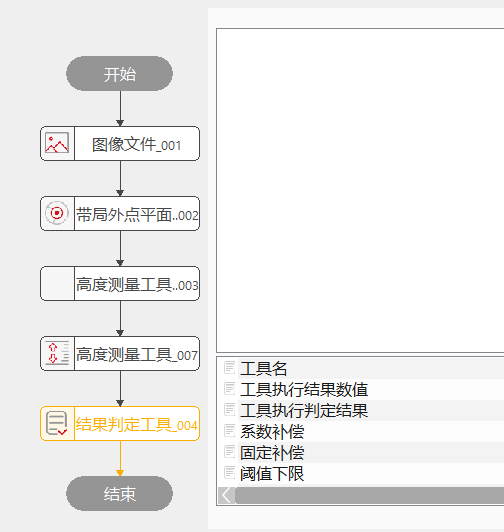 开始
图像文件_001
带局外点平面..002
高度测量工具..003
高度测量工具_007
结果判定工具_004
结束
工具名
工具执行结果数值
工具执行判定结果
系数补偿
固定补偿
阈值下限